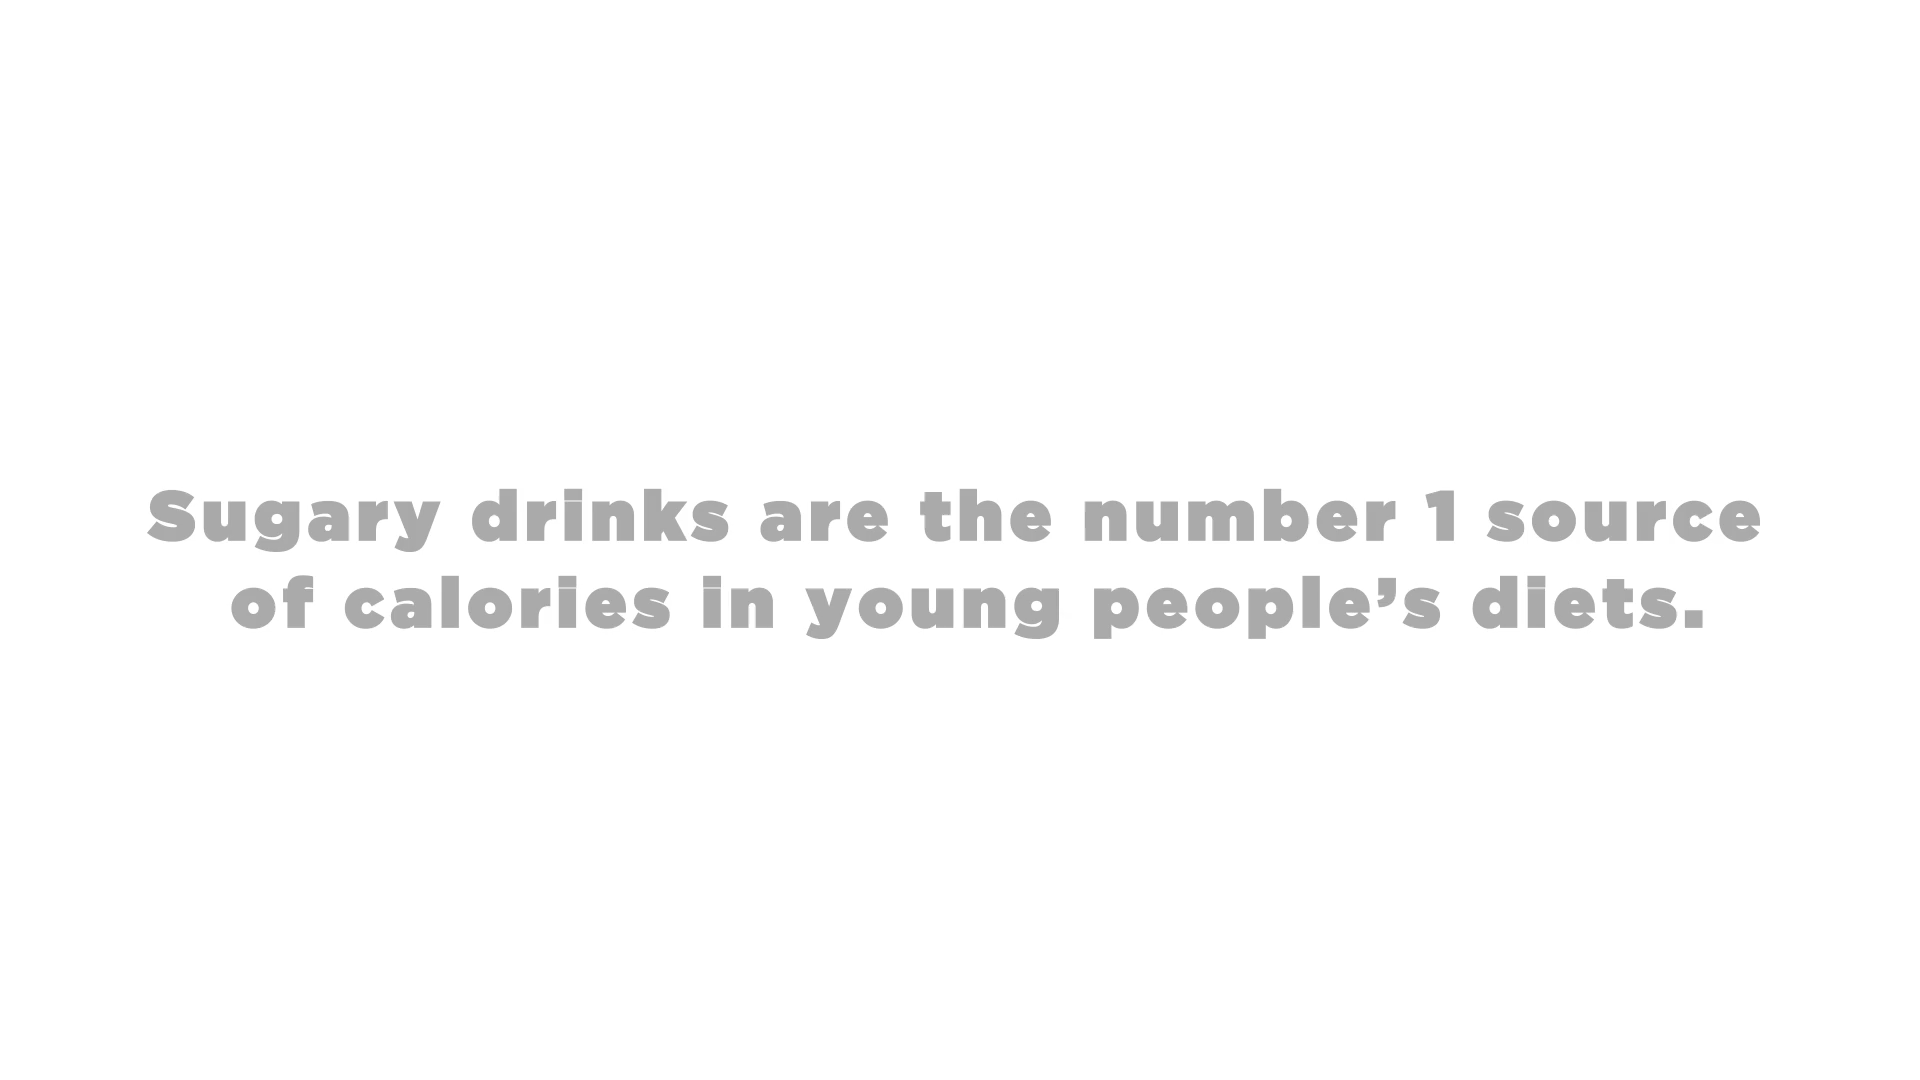 Sugary drinks are the number 1 source
of calories in young people’s diets.